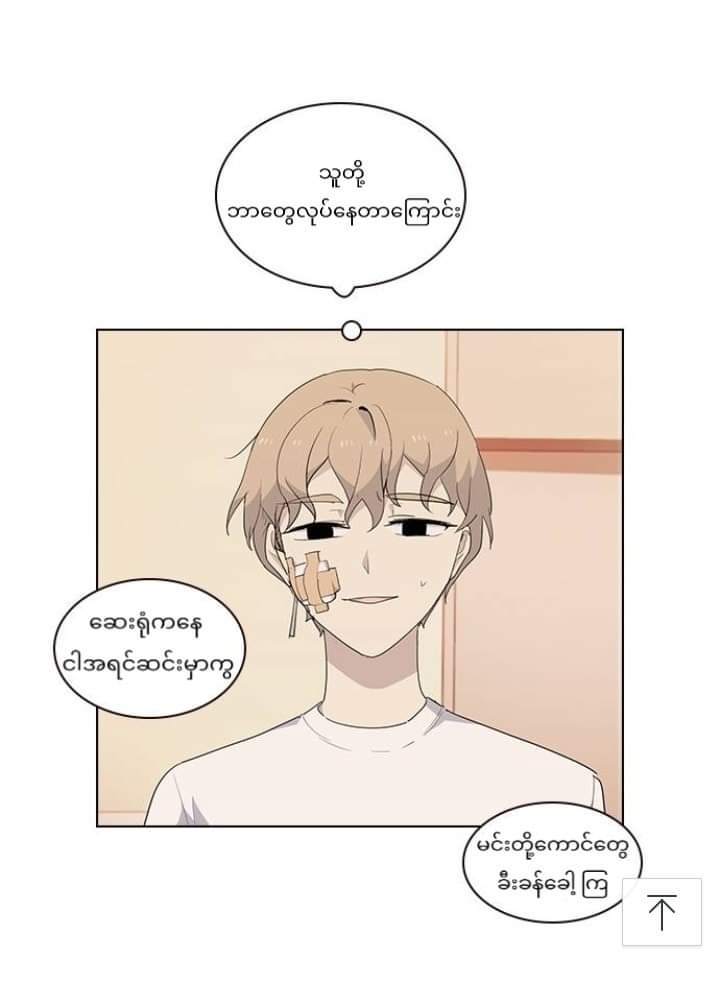 သူတို့
ဘာတွေလုပ်နေတာကြောင်း
ဆေးရုံကနေ
ငါအရင်ဆင်းမှာကွ
မင်းတို့ကောင်တွေ
ခီးခန်ခေါ့ ကြ